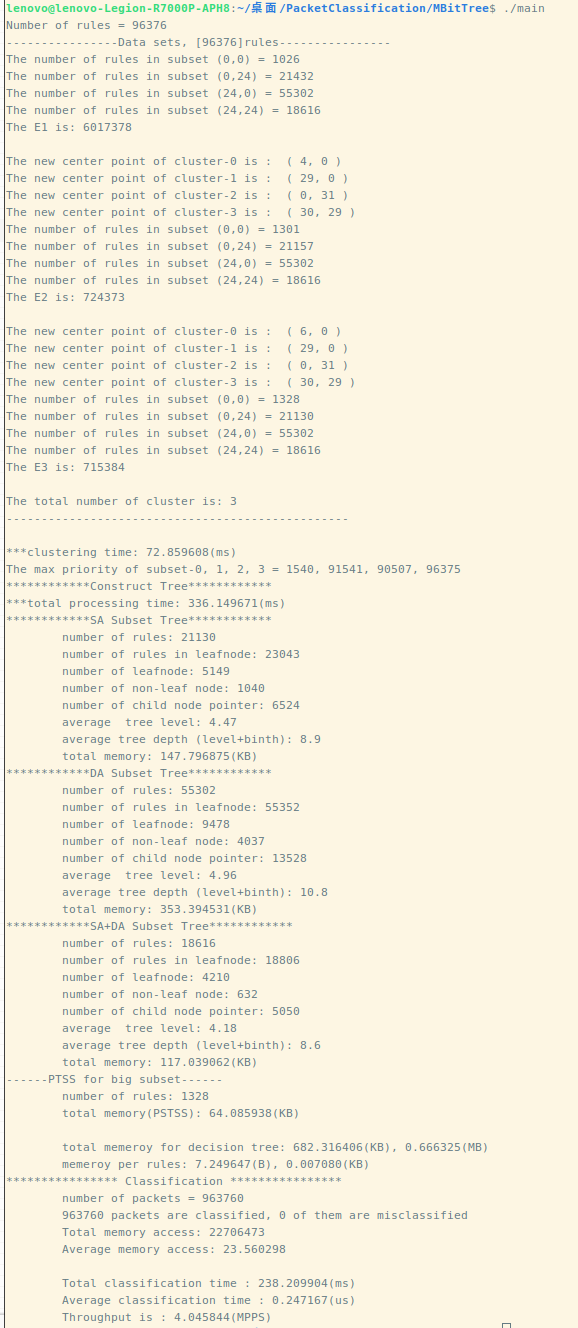 lenovo@lenovo-Legion-R7000P-APH8:~/桌面/PacketClassification/MBitTree$ ./main
Number of rules = 96376
----------------Data sets, [96376]rules----------------
The number of rules in subset (0,0) = 1026
The number of rules in subset (0,24) = 21432
The number of rules in subset (24,0) = 55302
The number of rules in subset (24,24) = 18616
The E1 is: 6017378
The new center point of cluster-0 is :  ( 4, 0 )
The new center point of cluster-1 is :  ( 29, 0 )
The new center point of cluster-2 is :  ( 0, 31 )
The new center point of cluster-3 is :  ( 30, 29 )
The number of rules in subset (0,0) = 1301
The number of rules in subset (0,24) = 21157
The number of rules in subset (24,0) = 55302
The number of rules in subset (24,24) = 18616
The E2 is: 724373
The new center point of cluster-0 is :  ( 6, 0 )
The new center point of cluster-1 is :  ( 29, 0 )
The new center point of cluster-2 is :  ( 0, 31 )
The new center point of cluster-3 is :  ( 30, 29 )
The number of rules in subset (0,0) = 1328
The number of rules in subset (0,24) = 21130
The number of rules in subset (24,0) = 55302
The number of rules in subset (24,24) = 18616
The E3 is: 715384
The total number of cluster is: 3
-------------------------------------------------
***clustering time: 72.859608(ms)
The max priority of subset-0, 1, 2, 3 = 1540, 91541, 90507, 96375
************Construct Tree************
***total processing time: 336.149671(ms)
************SA Subset Tree************
number of rules: 21130
number of rules in leafnode: 23043
number of leafnode: 5149
number of non-leaf node: 1040
number of child node pointer: 6524
average  tree level: 4.47
average tree depth (level+binth): 8.9
total memory: 147.796875(KB)
************DA Subset Tree************
number of rules: 55302
number of rules in leafnode: 55352
number of leafnode: 9478
number of non-leaf node: 4037
number of child node pointer: 13528
average  tree level: 4.96
average tree depth (level+binth): 10.8
total memory: 353.394531(KB)
************SA+DA Subset Tree************
number of rules: 18616
number of rules in leafnode: 18806
number of leafnode: 4210
number of non-leaf node: 632
number of child node pointer: 5050
average  tree level: 4.18
average tree depth (level+binth): 8.6
total memory: 117.039062(KB)
------PTSS for big subset------
number of rules: 1328
total memory(PSTSS): 64.085938(KB)
total memeroy for decision tree: 682.316406(KB), 0.666325(MB)
memeroy per rules: 7.249647(B), 0.007080(KB)
**************** Classification ****************
number of packets = 963760
963760 packets are classified, 0 of them are misclassified
Total memory access: 22706473
Average memory access: 23.560298
Total classification time : 238.209904(ms)
Average classification time : 0.247167(us)
Throughput is : 4.045844(MPPS)